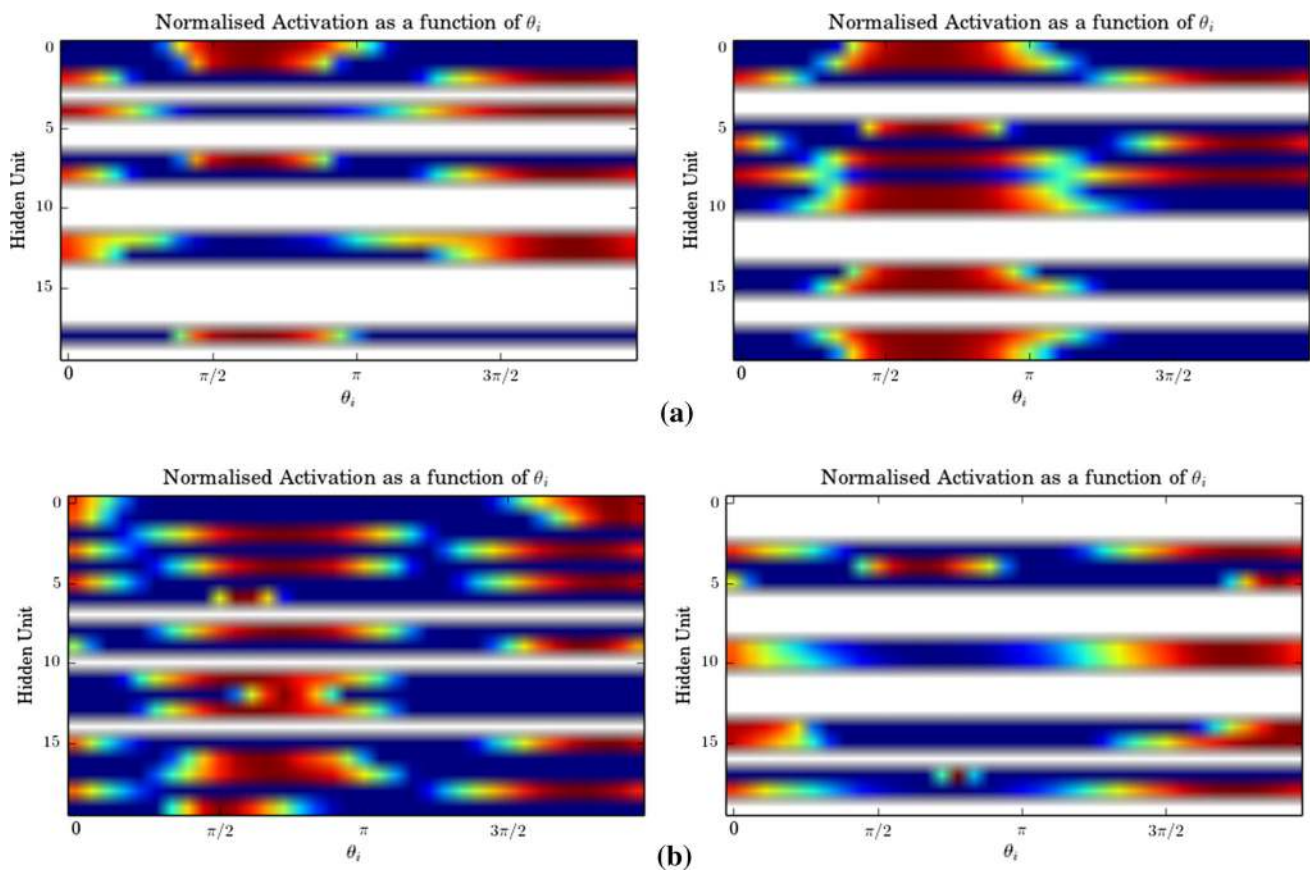 Normalised Activation as a function of θi
Hidden Unit
0
5
10
15
0
π/2
π
3π/2
θi
Normalised Activation as a function of θi
Hidden Unit
0
5
10
15
0
π/2
π
3π/2
θi
(a)
Normalised Activation as a function of θi
Hidden Unit
0
5
10
15
0
π/2
π
3π/2
θi
Normalised Activation as a function of θi
Hidden Unit
0
5
10
15
0
π/2
π
3π/2
θi
(b)